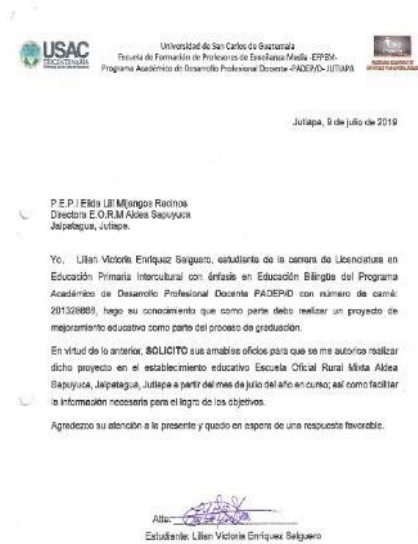 USAC
TRICENTENARIA
Universidad de San Carlos de Guatemala
Escuela de Formación de Profesores de Enseñanza Media -EFPEM-
Programa Académico de Desarrollo Profesional Docente -PADEP/D- JUTIAPA
Jutiapa, 9 de julio de 2019
P.E.P.I Elida Lili Mijangos Recinos
Directora E.O.R.M Aldea Sapuyuca
Jalpatagua, Jutiapa.
Yo, Lilian Victoria Enríquez Salguero, estudiante de la carrera de Licenciatura en
Educación Primaria Intercultural con énfasis en Educación Bilingüe del Programa
Académico de Desarrollo Profesional Docente PADEP/D con número de carné:
hago su conocimiento que como parte debo realizar un proyecto de
mejoramiento educativo como parte del proceso de graduación.
En virtud de lo anterior, SOLICITO sus amables oficios para que se me autorice realizar
dicho proyecto en el establecimiento educativo Escuela Oficial Rural Mixta Aldea
Sapuyuca, Jalpatagua, Jutiapa a partir del mes de julio del año en curso; así como facilitar
la información necesaria para el logro de los objetivos.
Agradezco su atención a la presente y quedo en espera de una respuesta favorable.
Atte:
Estudiante: Lilian Victoria Enríquez Salguero